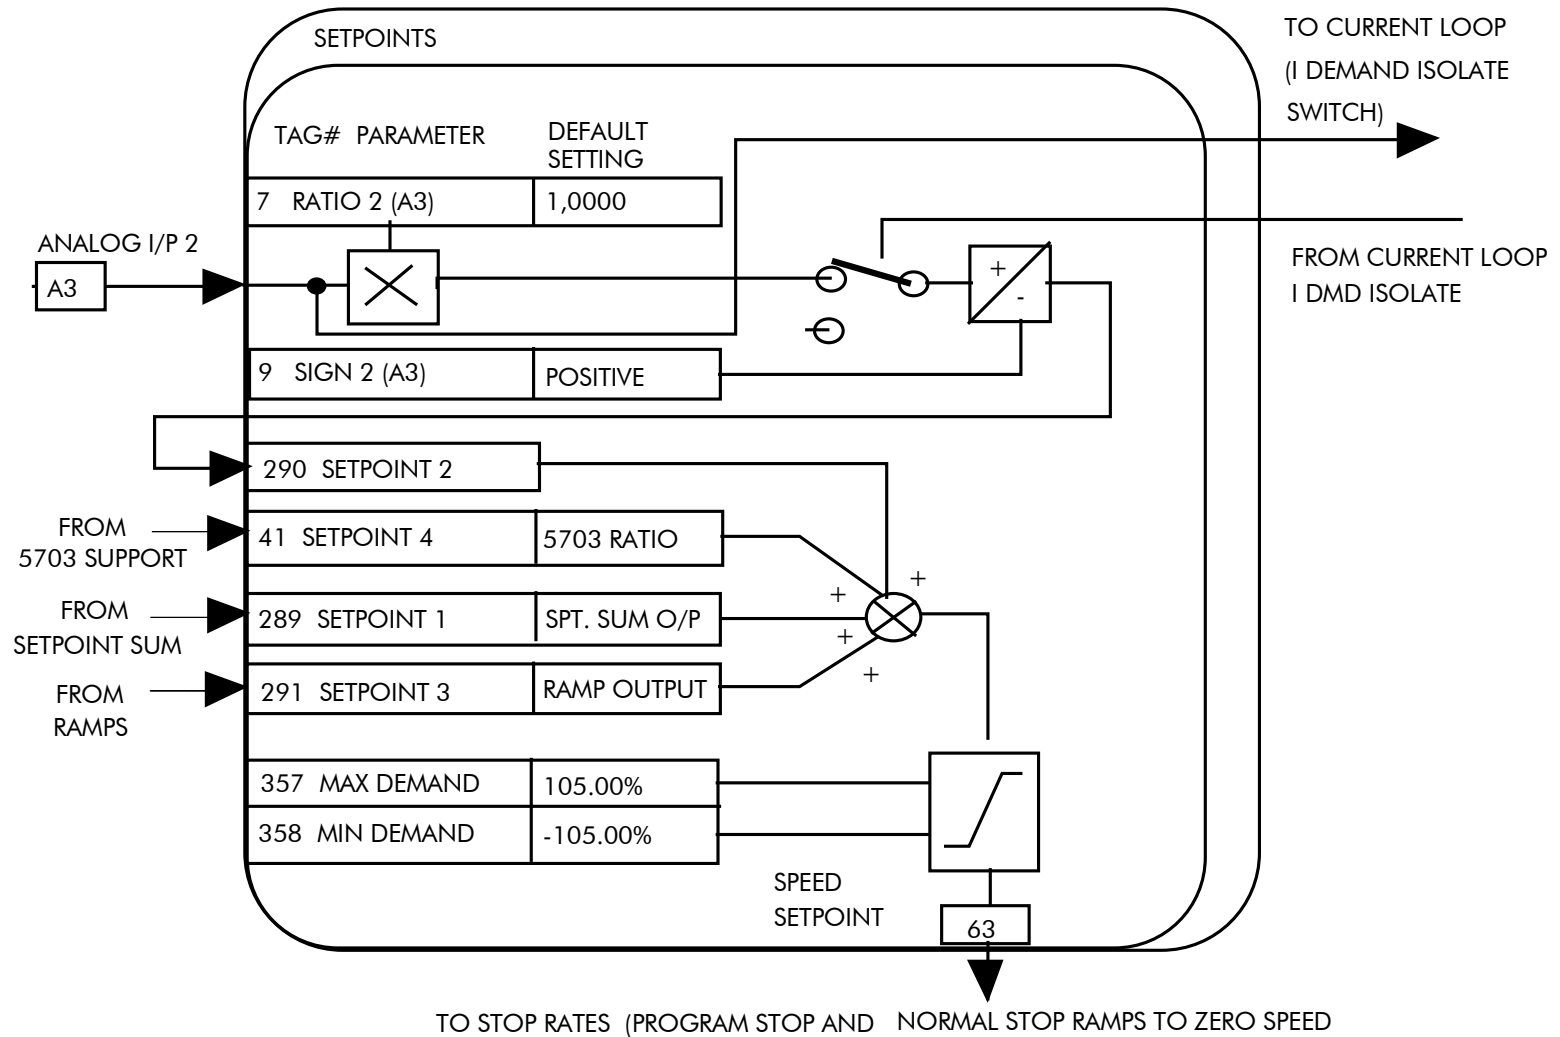 SETPOINTS
TO CURRENT LOOP
(I DEMAND ISOLATE
SWITCH)
TAG# PARAMETER
DEFAULT
SETTING
7 RATIO 2 (A3)
1,0000
ANALOG I/P 2
A3
+
-
FROM CURRENT LOOP
I DMD ISOLATE
9 SIGN 2 (A3)
POSITIVE
290 SETPOINT 2
FROM
5703 SUPPORT
41 SETPOINT 4
5703 RATIO
+
+
FROM
SETPOINT SUM
289 SETPOINT 1
SPT. SUM O/P
+
+
FROM
RAMPS
291 SETPOINT 3
RAMP OUTPUT
357 MAX DEMAND
105.00%
358 MIN DEMAND
-105.00%
SPEED
SETPOINT
63
TO STOP RATES (PROGRAM STOP AND NORMAL STOP RAMPS TO ZERO SPEED